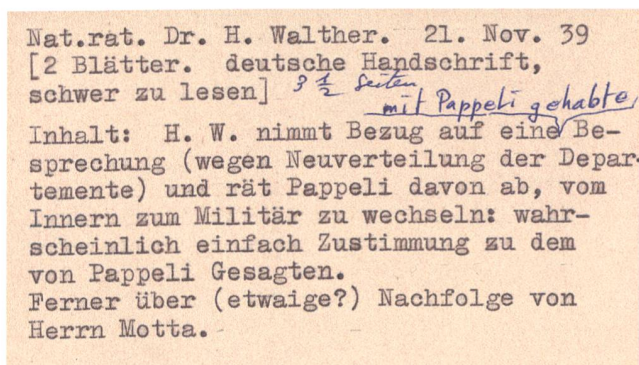 Nat.rat. Dr. H. Walther. 21. Nov. 39
[2 Blätter. deutsche Handschrift,
schwer zu lesen] 3 ½ Seiten
mit Pappeli gehabte
Inhalt: H. W. nimmt Bezug auf eine Be-
sprechung (wegen Neuverteilung der Depar-
temente) und rät Pappeli davon ab, vom
Innern zum Militär zu wechseln: wahr-
scheinlich einfach Zustimmung zu dem
von Pappeli Gesagten.
Ferner über (etwaige?) Nachfolge von
Herrn Motta.